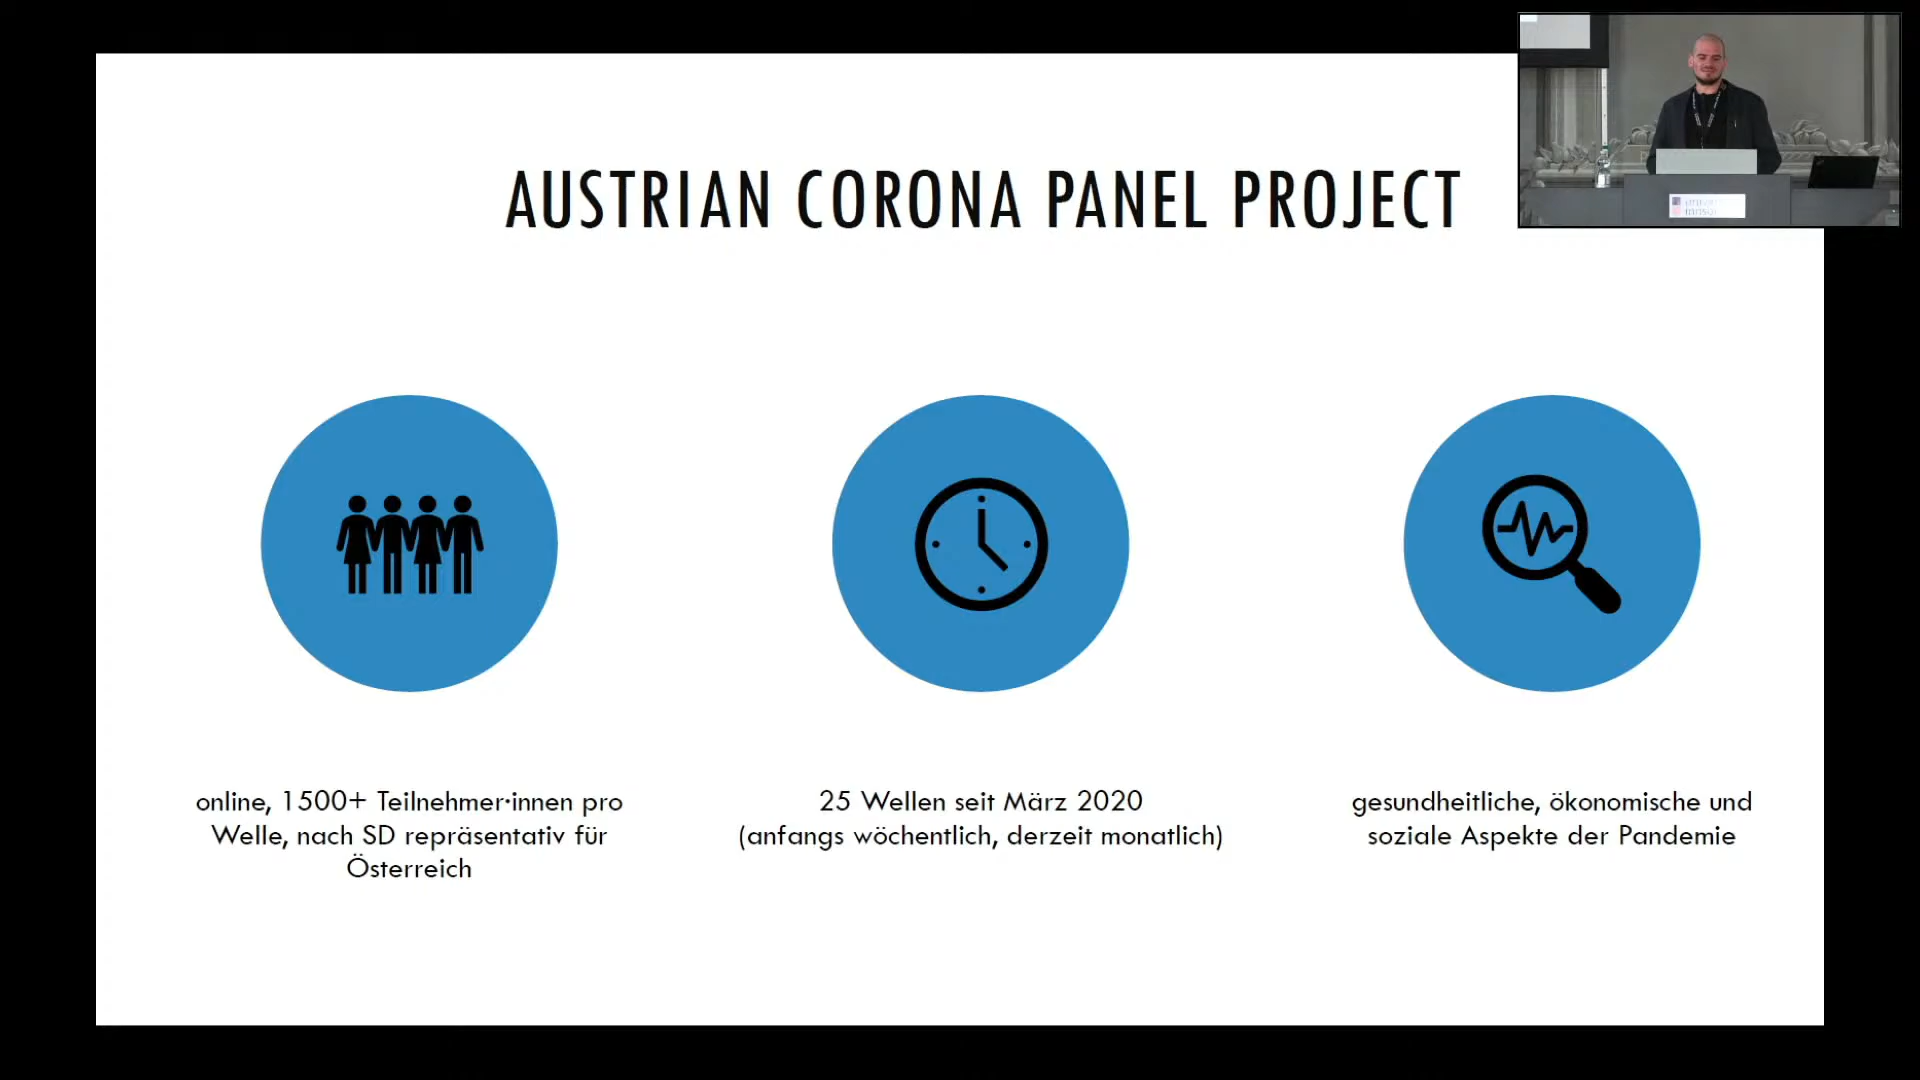 AUSTRIAN CORONA PANEL PROJECT
online, 1500+ Teilnehmer·innen pro
Welle, nach SD repräsentativ für
Österreich
25 Wellen seit März 2020
(anfangs wöchentlich, derzeit monatlich)
gesundheitliche, ökonomische und
soziale Aspekte der Pandemie